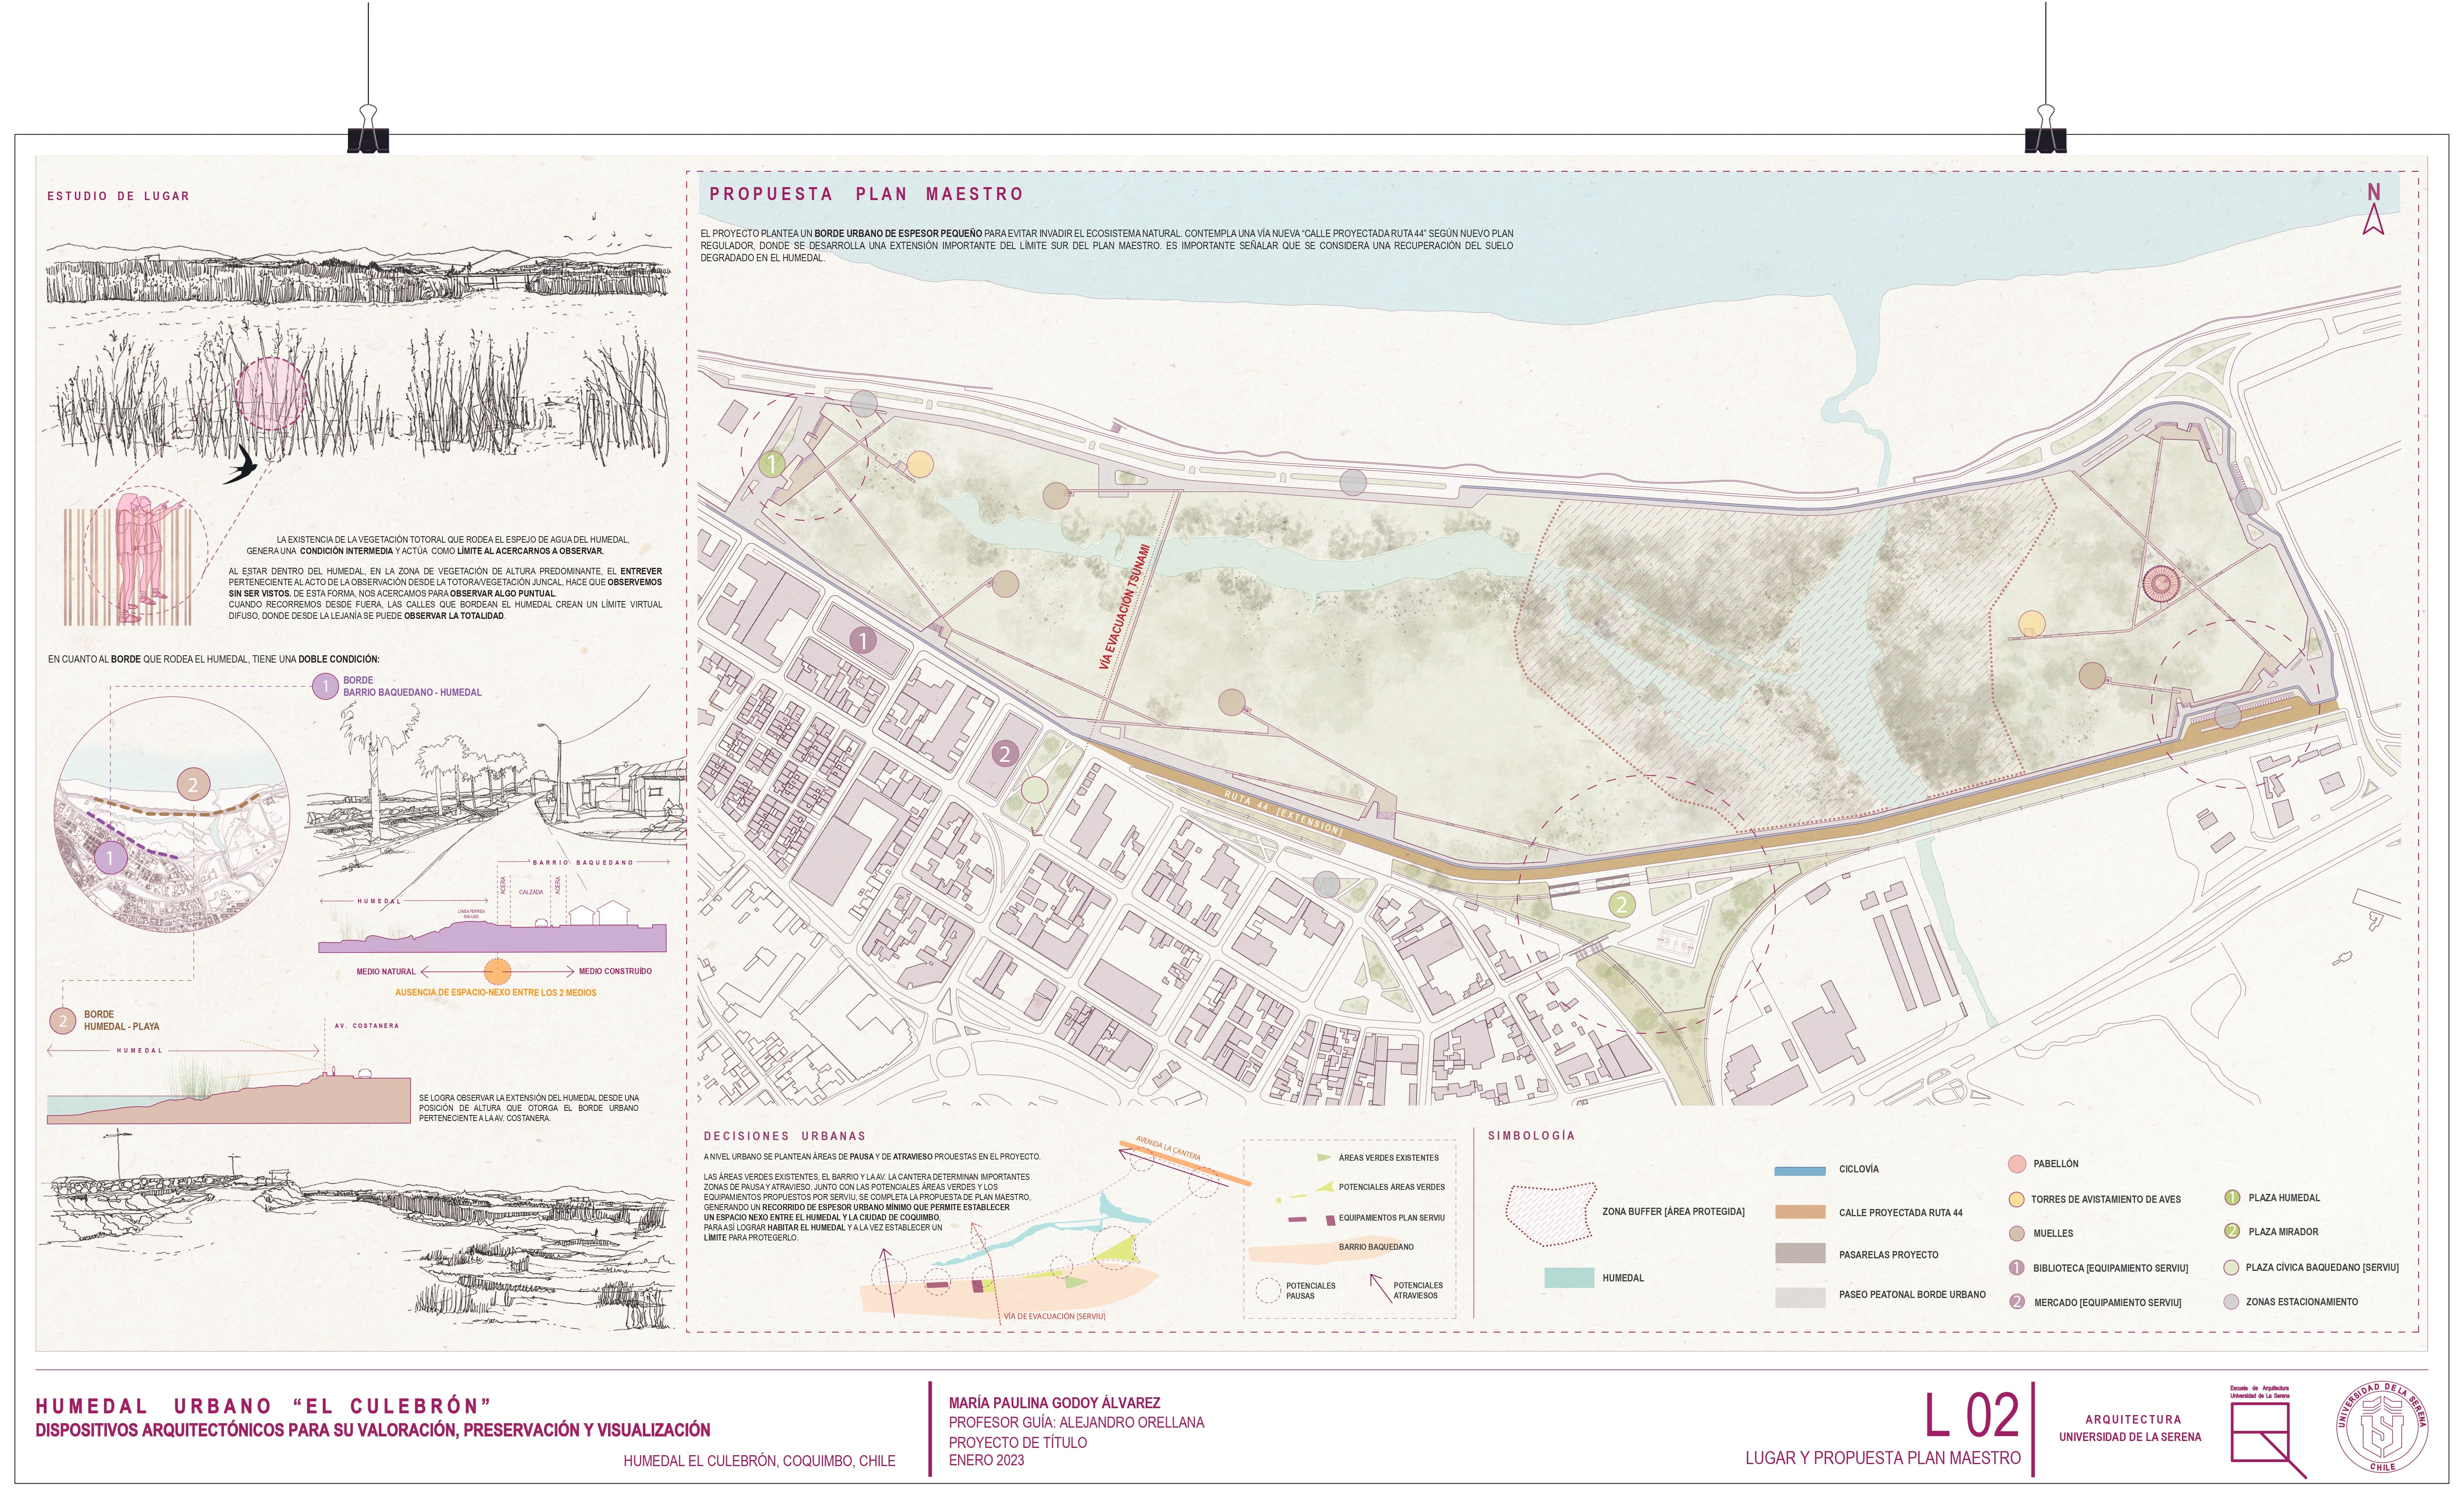 ESTUDIO DE LUGAR
LA EXISTENCIA DE LA VEGETACIÓN TOTORAL QUE RODEA EL ESPEJO DE AGUA DEL HUMEDAL,
GENERA UNA CONDICIÓN INTERMEDIA Y ACTÚA COMO LÍMITE AL ACERCARNOS A OBSERVAR.
AL ESTAR DENTRO DEL HUMEDAL, EN LA ZONA DE VEGETACIÓN DE ALTURA PREDOMINANTE, EL ENTREVER
PERTENECIENTE AL ACTO DE LA OBSERVACIÓN DESDE LA TOTORA/VEGETACIÓN JUNCAL, HACE QUE OBSERVEMOS
SIN SER VISTOS. DE ESTA FORMA, NOS ACERCAMOS PARA OBSERVAR ALGO PUNTUAL.
CUANDO RECORREMOS DESDE FUERA, LAS CALLES QUE BORDEAN EL HUMEDAL CREAN UN LÍMITE VIRTUAL
DIFUSO, DONDE DESDE LA LEJANÍA SE PUEDE OBSERVAR LA TOTALIDAD.
EN CUANTO AL BORDE QUE RODEA EL HUMEDAL, TIENE UNA DOBLE CONDICIÓN:
1
BORDE
BARRIO BAQUEDANO - HUMEDAL
2
1
BARRIO BAQUEDANO
ACERA
CALZADA
ACERA
HUMEDAL
LÍNEA FERREA
SIN USO
MEDIO NATURAL
MEDIO CONSTRUÍDO
AUSENCIA DE ESPACIO-NEXO ENTRE LOS 2 MEDIOS
2
BORDE
HUMEDAL - PLAYA
AV. COSTANERA
HUMEDAL
SE LOGRA OBSERVAR LA EXTENSIÓN DEL HUMEDAL DESDE UNA
POSICIÓN DE ALTURA QUE OTORGA EL BORDE URBANO
PERTENECIENTE A LA AV. COSTANERA.
PROPUESTA PLAN MAESTRO
EL PROYECTO PLANTEA UN BORDE URBANO DE ESPESOR PEQUEÑO PARA EVITAR INVADIR EL ECOSISTEMA NATURAL. CONTEMPLA UNA VÍA NUEVA “CALLE PROYECTADA RUTA 44” SEGÚN NUEVO PLAN
REGULADOR, DONDE SE DESARROLLA UNA EXTENSIÓN IMPORTANTE DEL LÍMITE SUR DEL PLAN MAESTRO. ES IMPORTANTE SEÑALAR QUE SE CONSIDERA UNA RECUPERACIÓN DEL SUELO
DEGRADADO EN EL HUMEDAL.
N
1
VÍA EVACUACIÓN TSUNAMI
1
2
RUTA 44 [EXTENSIÓN]
2
DECISIONES URBANAS
A NIVEL URBANO SE PLANTEAN ÁREAS DE PAUSA Y DE ATRAVIESO PROUESTAS EN EL PROYECTO.
LAS ÁREAS VERDES EXISTENTES, EL BARRIO Y LA AV. LA CANTERA DETERMINAN IMPORTANTES
ZONAS DE PAUSA Y ATRAVIESO. JUNTO CON LAS POTENCIALES ÁREAS VERDES Y LOS
EQUIPAMIENTOS PROPUESTOS POR SERVIU, SE COMPLETA LA PROPUESTA DE PLAN MAESTRO,
GENERANDO UN RECORRIDO DE ESPESOR URBANO MÍNIMO QUE PERMITE ESTABLECER
UN ESPACIO NEXO ENTRE EL HUMEDAL Y LA CIUDAD DE COQUIMBO,
PARA ASÍ LOGRAR HABITAR EL HUMEDAL Y A LA VEZ ESTABLECER UN
LÍMITE PARA PROTEGERLO.
AVENIDA LA CANTERA
VÍA DE EVACUACIÓN [SERVIU]
ÁREAS VERDES EXISTENTES
POTENCIALES ÁREAS VERDES
EQUIPAMIENTOS PLAN SERVIU
BARRIO BAQUEDANO
POTENCIALES
PAUSAS
POTENCIALES
ATRAVIESOS
SIMBOLOGÍA
ZONA BUFFER [ÁREA PROTEGIDA]
HUMEDAL
CICLOVÍA
CALLE PROYECTADA RUTA 44
PASARELAS PROYECTO
PASEO PEATONAL BORDE URBANO
PABELLÓN
TORRES DE AVISTAMIENTO DE AVES
MUELLES
1 BIBLIOTECA [EQUIPAMIENTO SERVIU]
2 MERCADO [EQUIPAMIENTO SERVIU]
1 PLAZA HUMEDAL
2 PLAZA MIRADOR
PLAZA CÍVICA BAQUEDANO [SERVIU]
ZONAS ESTACIONAMIENTO
HUMEDAL URBANO “EL CULEBRÓN”
DISPOSITIVOS ARQUITECTÓNICOS PARA SU VALORACIÓN, PRESERVACIÓN Y VISUALIZACIÓN
HUMEDAL EL CULEBRÓN, COQUIMBO, CHILE
MARÍA PAULINA GODOY ÁLVAREZ
PROFESOR GUÍA: ALEJANDRO ORELLANA
PROYECTO DE TÍTULO
ENERO 2023
L 02
LUGAR Y PROPUESTA PLAN MAESTRO
ARQUITECTURA
UNIVERSIDAD DE LA SERENA
Escuela de Arquitectura
Universidad de La Serena
UNIVERSIDAD DE LA SERENA
CHILE